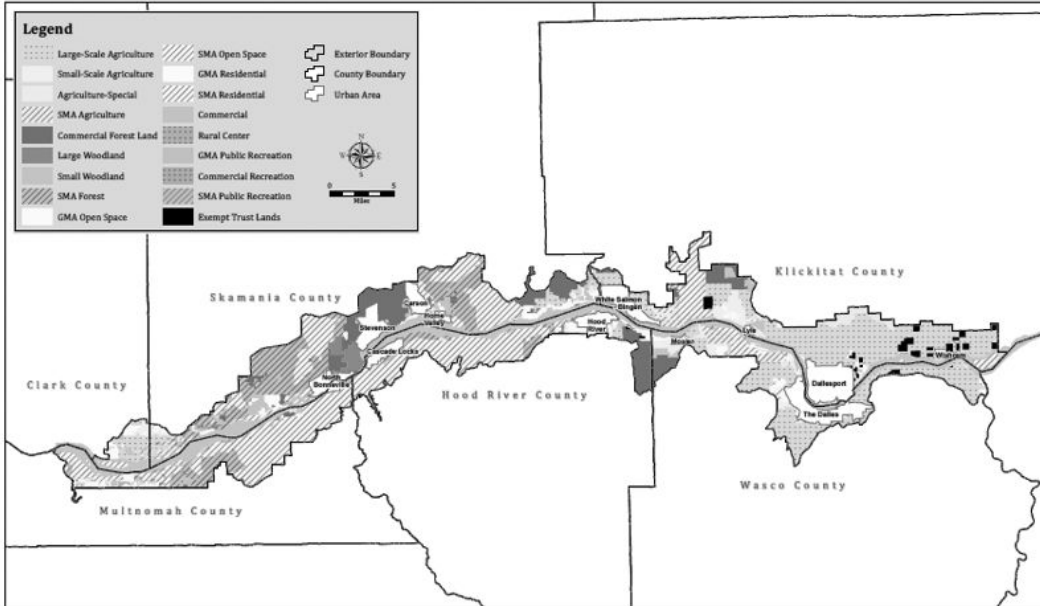 Legend
Large-Scale Agriculture
Small-Scale Agriculture
Agriculture-Special
SMA Agriculture
Commercial Forest Land
Large Woodland
Small Woodland
SMA Forest
GMA Open Space
SMA Open Space
GMA Residential
SMA Residential
Commercial
Rural Center
GMA Public Recreation
Commercial Recreation
SMA Public Recreation
Exempt Trust Lands
Exterior Boundary
County Boundary
Urban Area
N
W E
S
0 5
Miles
Klickitat County
Skamania County
Carson
White Salmon
Bingen
Home
Valley
Stevenson
Hood
River
Lyle
Mosier
Cascade Locks
Wishram
North
Bonneville
Dallesport
Clark County
Hood River County
The Dalles
Wasco County
Multnomah County